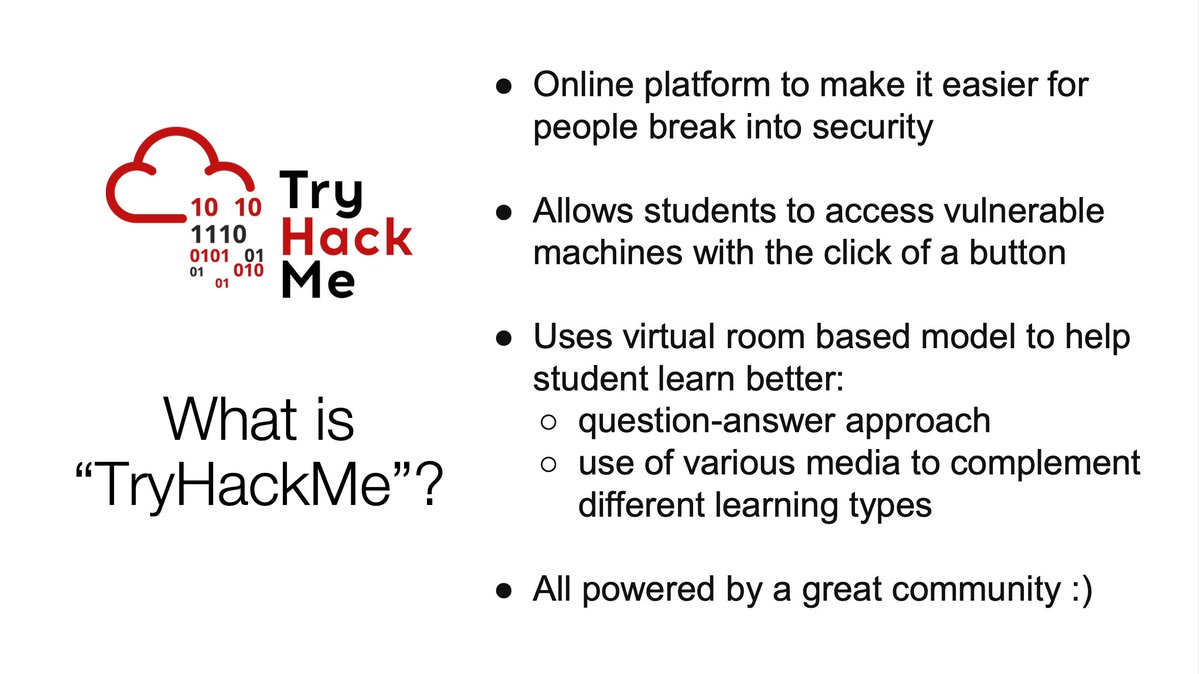 10 10
1110
0101 01
01 010
01
Try
Hack
Me
What is
“TryHackMe”?
● Online platform to make it easier for
people break into security
● Allows students to access vulnerable
machines with the click of a button
● Uses virtual room based model to help
student learn better:
○ question-answer approach
○ use of various media to complement
different learning types
● All powered by a great community :)